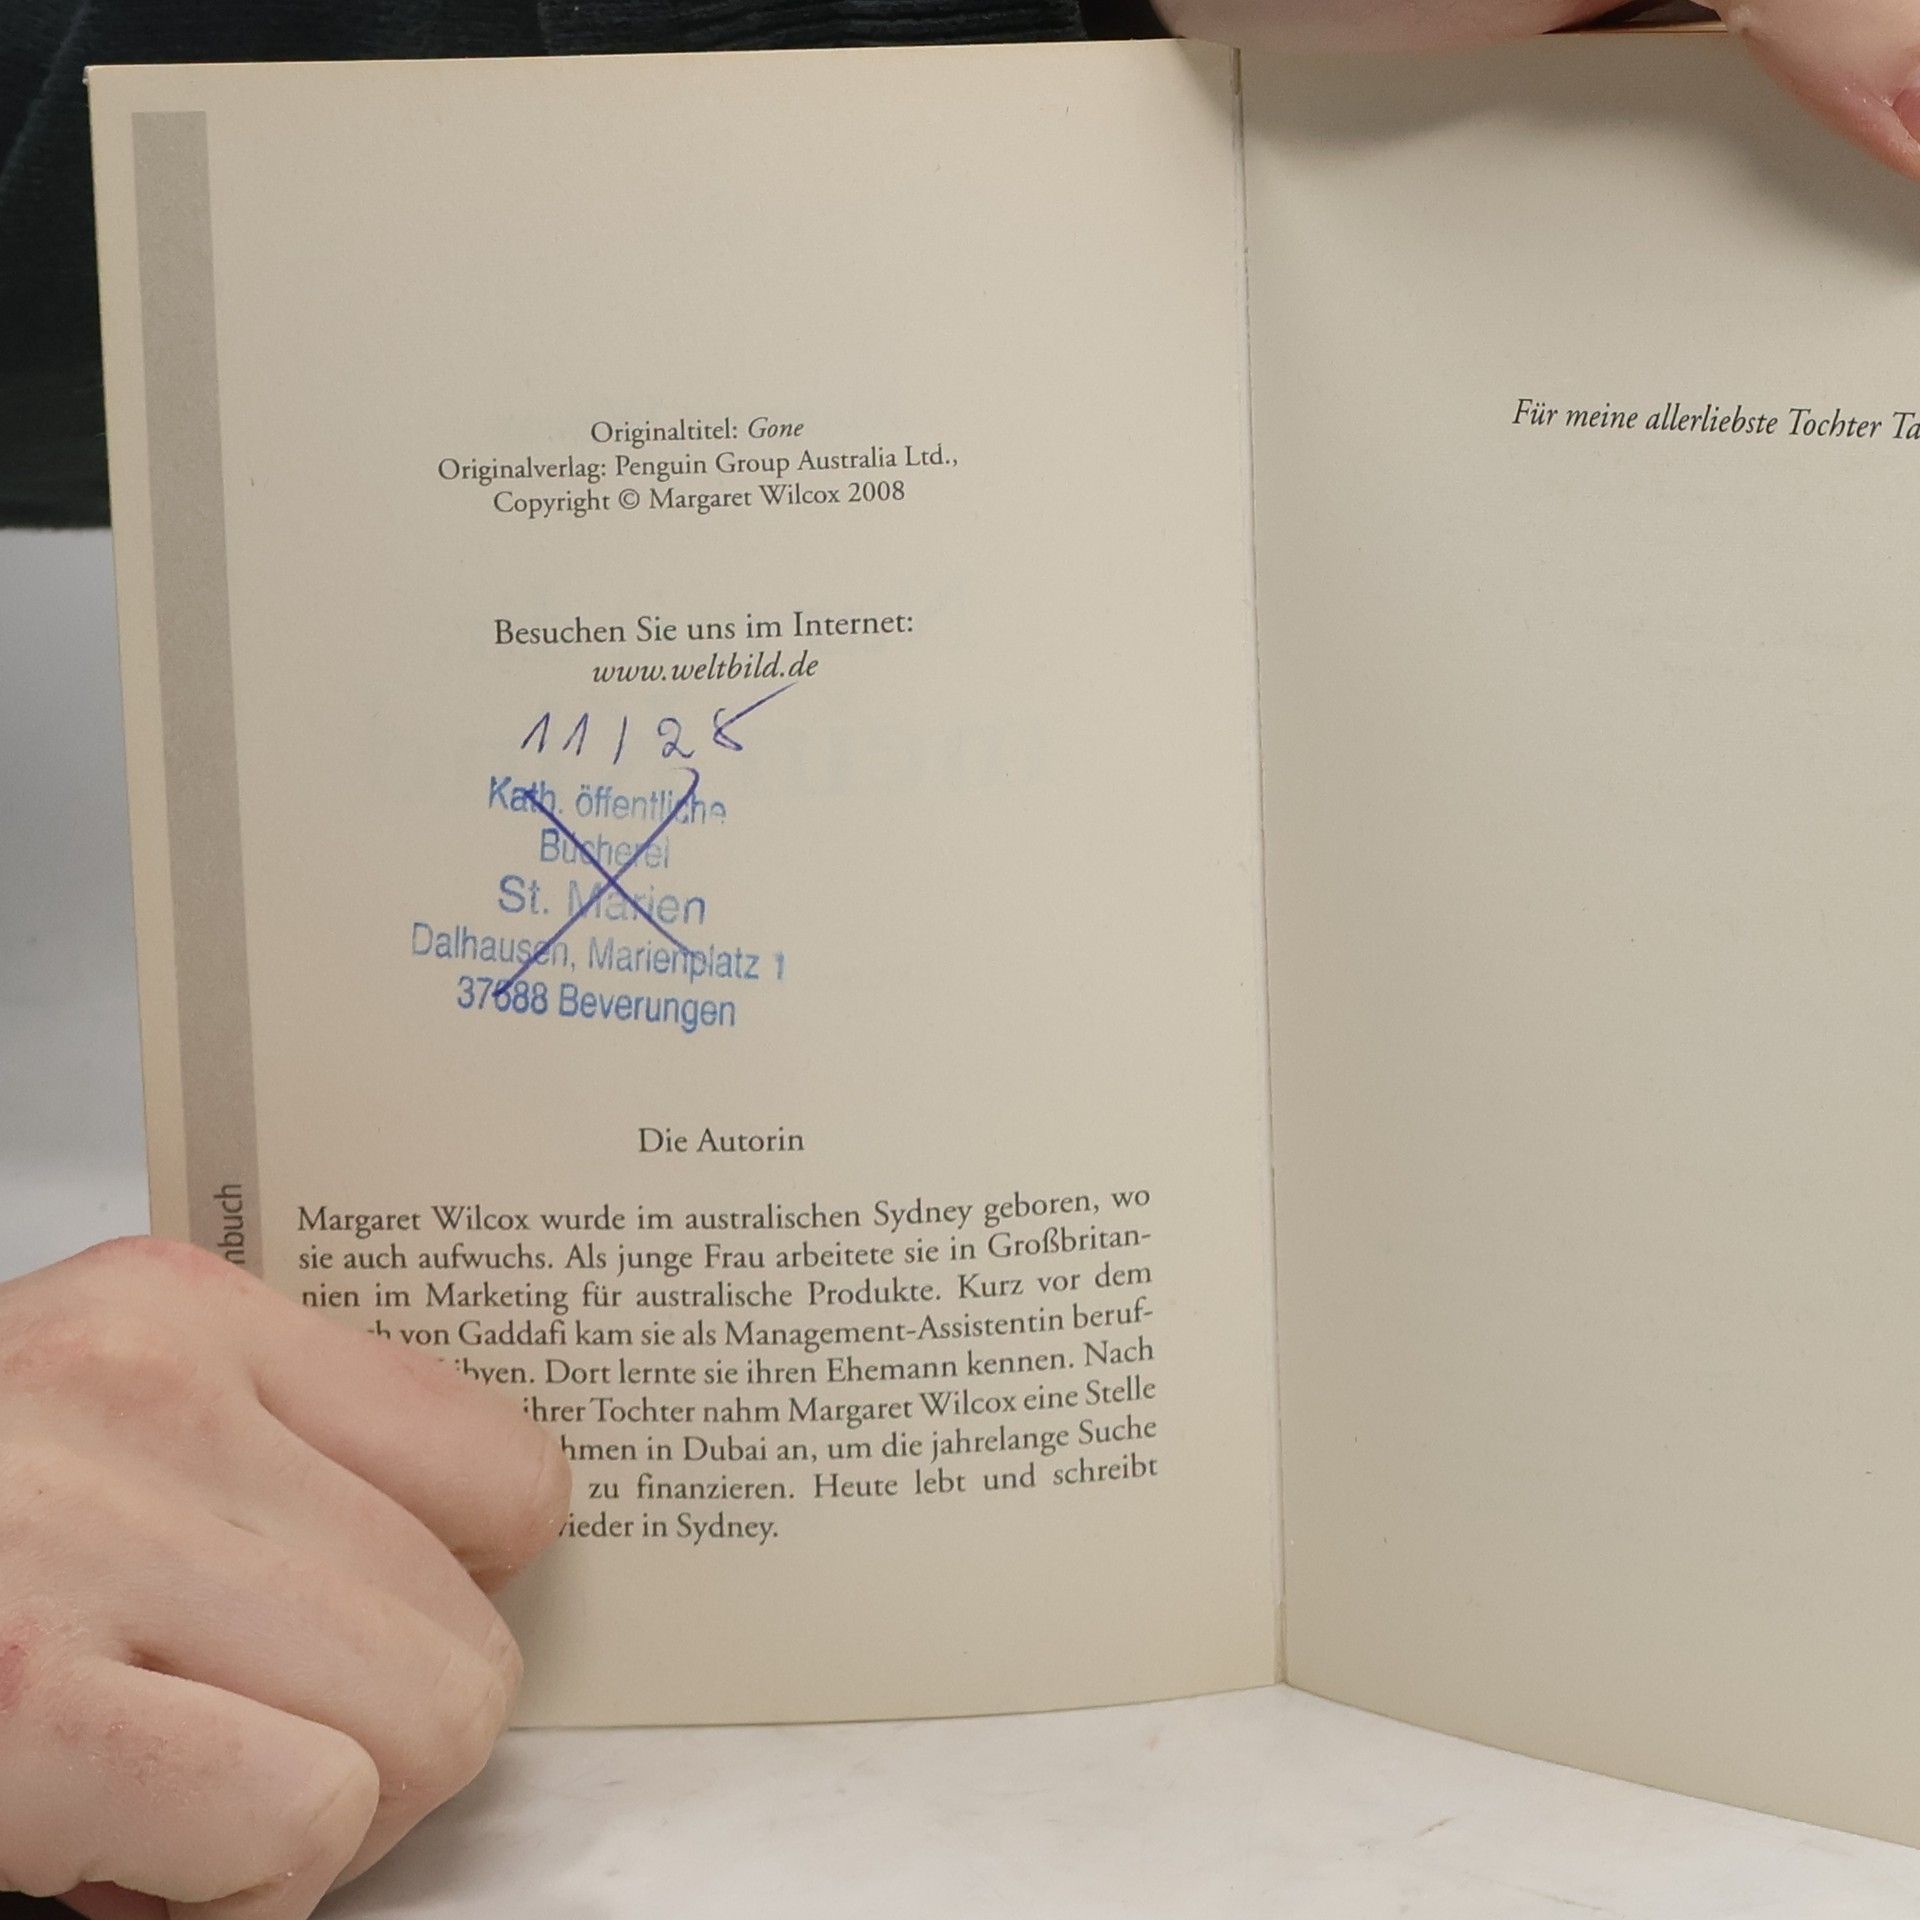 Originaltitel: Gone
Originalverlag: Penguin Group Australia Ltd.,
Copyright © Margaret Wilcox 2008
Besuchen Sie uns im Internet:
www.weltbild.de
11/28
Kath. öffentliche
Bücherei
St. Marien
Dalhausen, Marienplatz 1
37688 Beverungen
Die Autorin
Margaret Wilcox wurde im australischen Sydney geboren, wo
sie auch aufwuchs. Als junge Frau arbeitete sie in Großbritan-
nien im Marketing für australische Produkte. Kurz vor dem
von Gaddafi kam sie als Management-Assistentin beruf-
Dort lernte sie ihren Ehemann kennen. Nach
ihrer Tochter nahm Margaret Wilcox eine Stelle
in Dubai an, um die jahrelange Suche
zu finanzieren. Heute lebt und schreibt
wieder in Sydney.
Für meine allerliebste Tochter